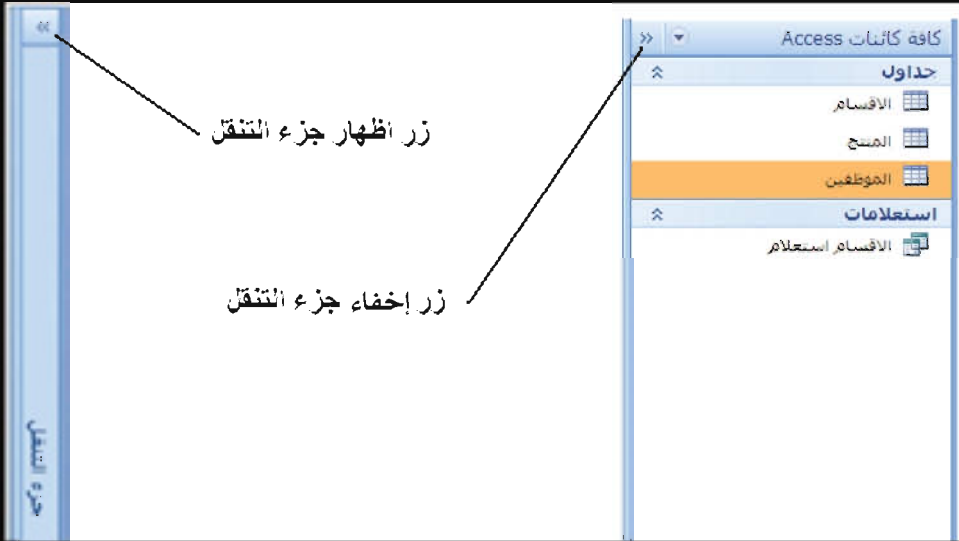 كافة كائنات Access
جداول
الاقسام
المنتج
الموظفين
استعلامات
الاقسام استعلام
زر اظهار جزء التنقل
زر إخفاء جزء التنقل
جزء التنقل